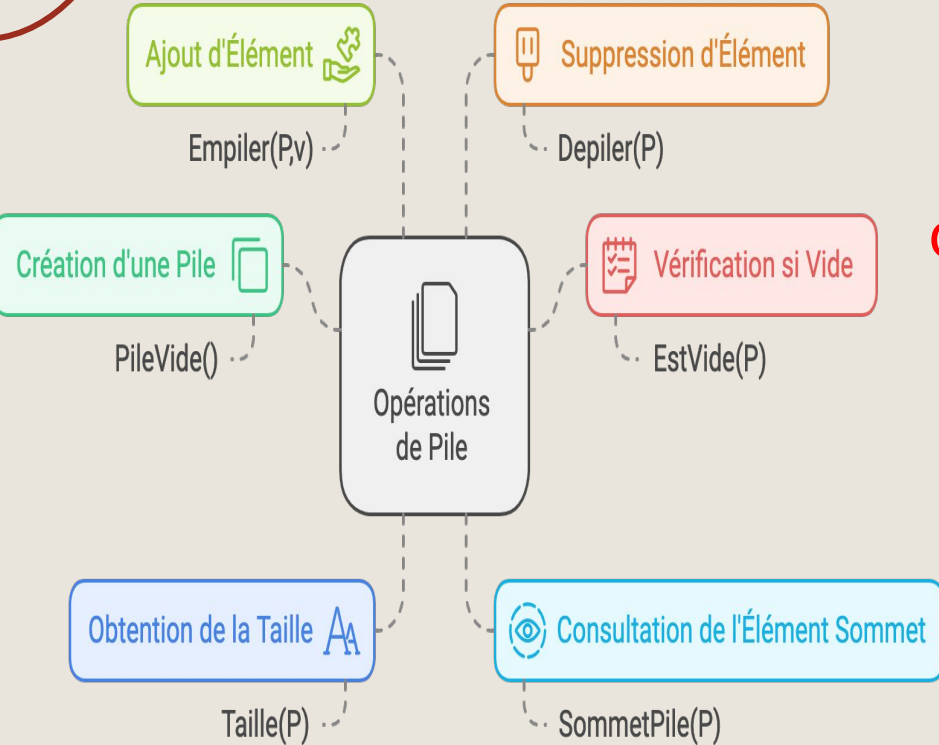 Ajout d'Élément
Suppression d'Élément
Empiler(P,v)
Depiler(P)
Création d'une Pile
Vérification si Vide
PileVide()
EstVide(P)
Opérations
de Pile
Obtention de la Taille
Consultation de l'Élément Sommet
Taille(P)
SommetPile(P)